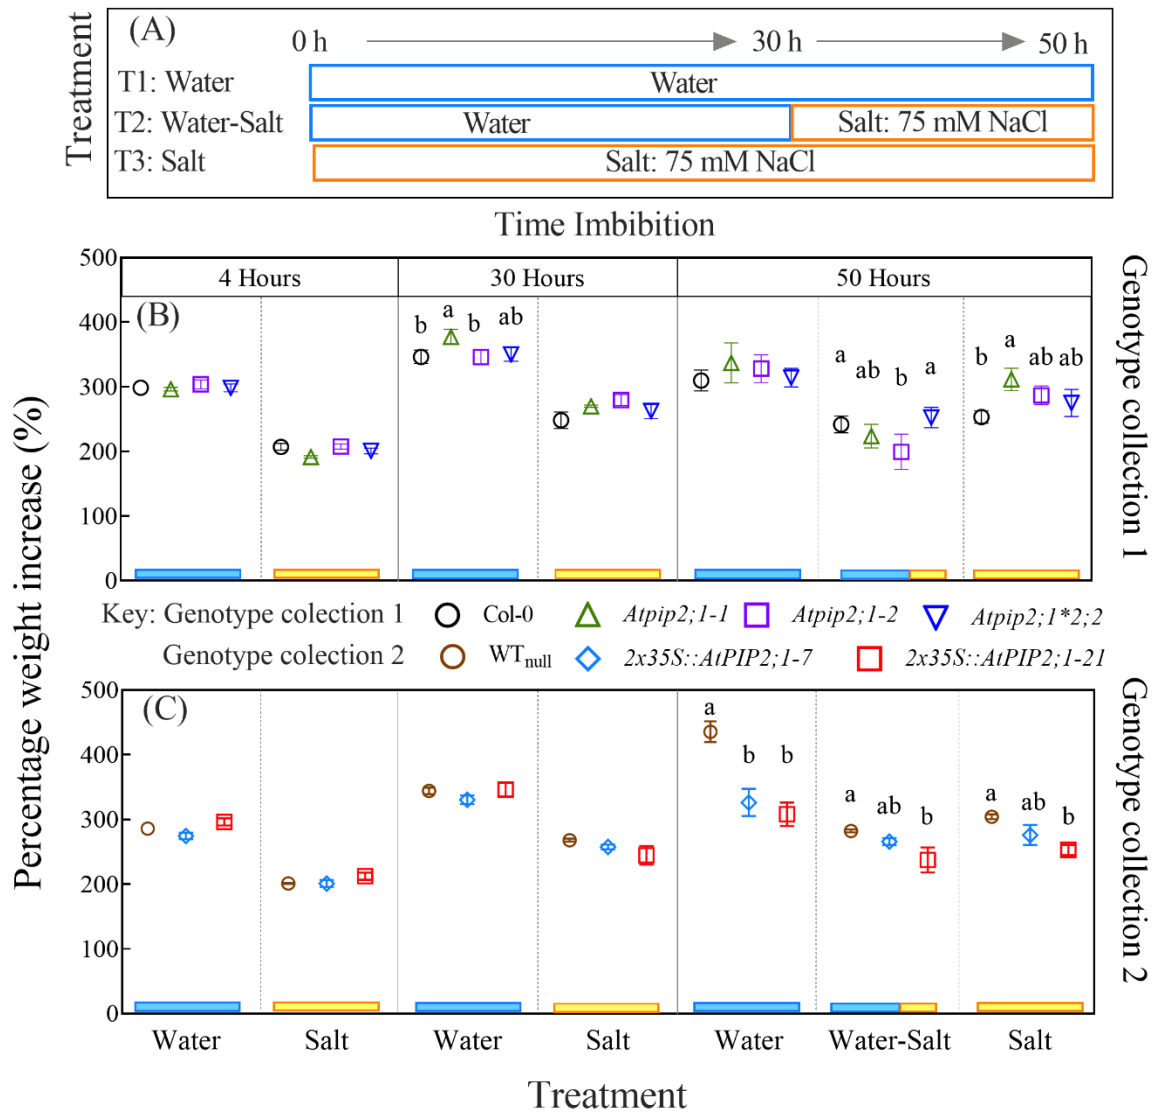 (A)
0 h
30 h
50 h
Treatment
T1: Water
Water
T2: Water-Salt
Water
Salt: 75 mM NaCl
T3: Salt
Salt: 75 mM NaCl
Time Imbibition
Percentage weight increase (%)
Genotype collection 1
500
400
300
200
100
0
4 Hours
30 Hours
50 Hours
(B)
b a b ab
a ab b a
b a ab ab
Key: Genotype colection 1 Col-0 Atpip2;1-1 Atpip2;1-2 Atpip2;1*2;2
Genotype colection 2 WTnull 2x35S::AtPIP2;1-7 2x35S::AtPIP2;1-21
Genotype collection 2
500
400
300
200
100
0
(C)
a b b
a ab b
a ab b
Water Salt Water Salt Water Water-Salt Salt
Treatment